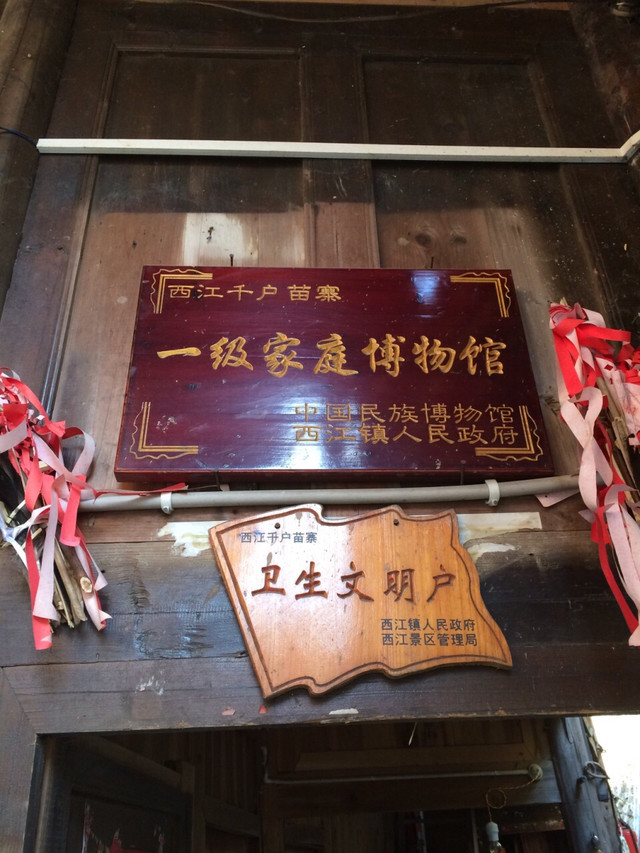 西江千户苗寨
一级家庭博物馆
中国民族博物馆
西江镇人民政府
西江千户苗寨
卫生文明户
西江镇人民政府
西江景区管理局